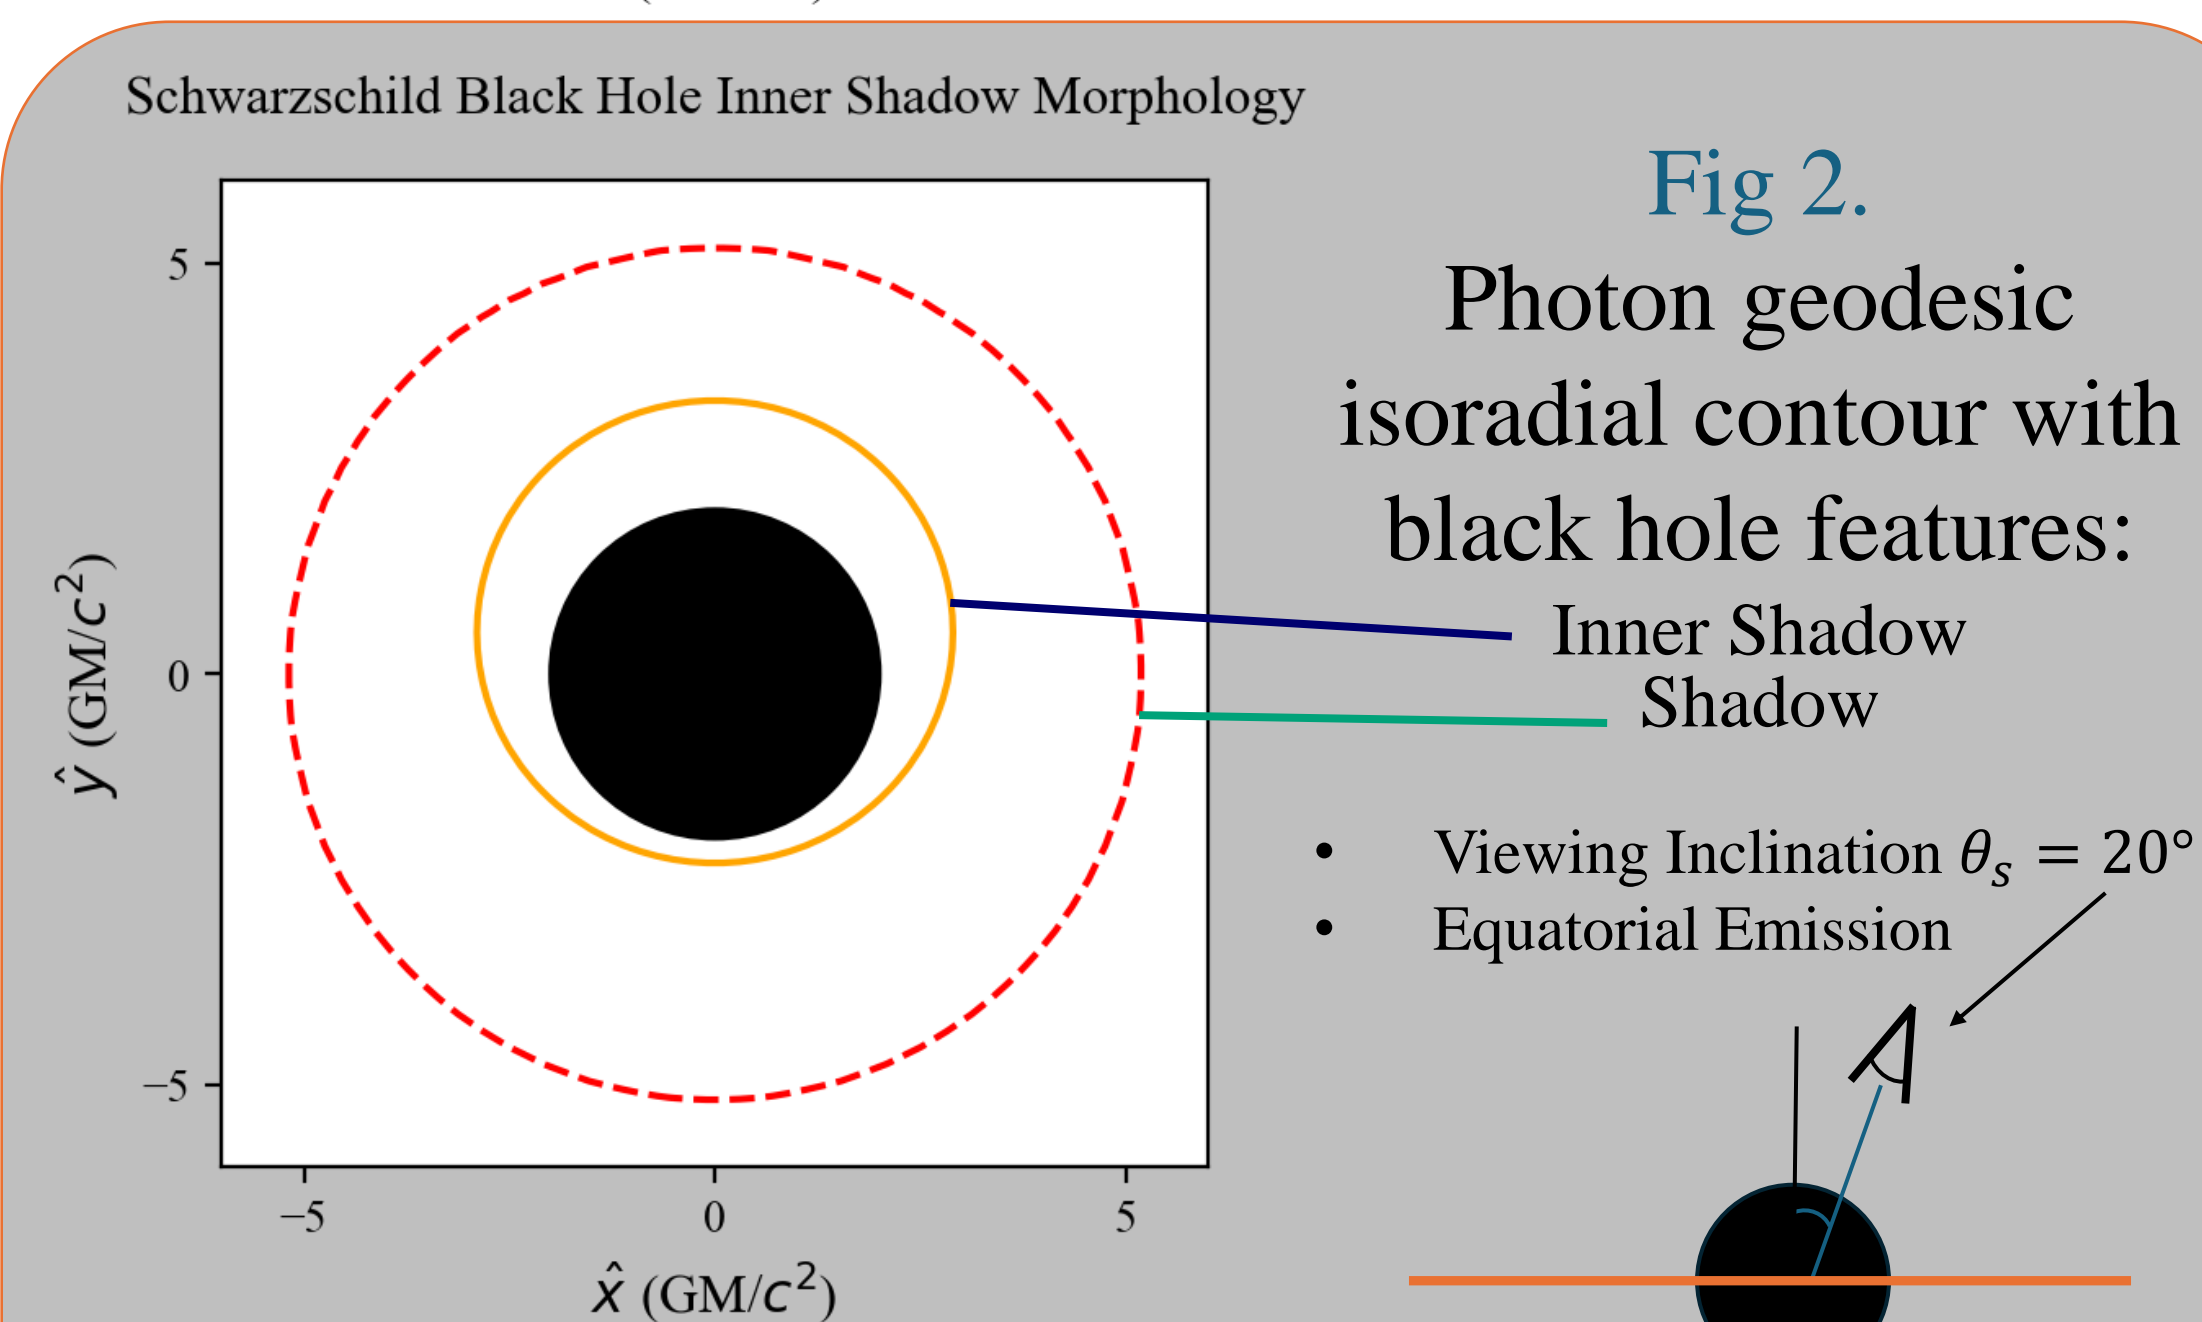 Schwarzschild Black Hole Inner Shadow Morphology
5
0
−5
ŷ (GM/c²)
−5 0 5
x̂ (GM/c²)
Fig 2.
Photon geodesic
isoradial contour with
black hole features:
Inner Shadow
Shadow
• Viewing Inclination θₛ = 20°
• Equatorial Emission